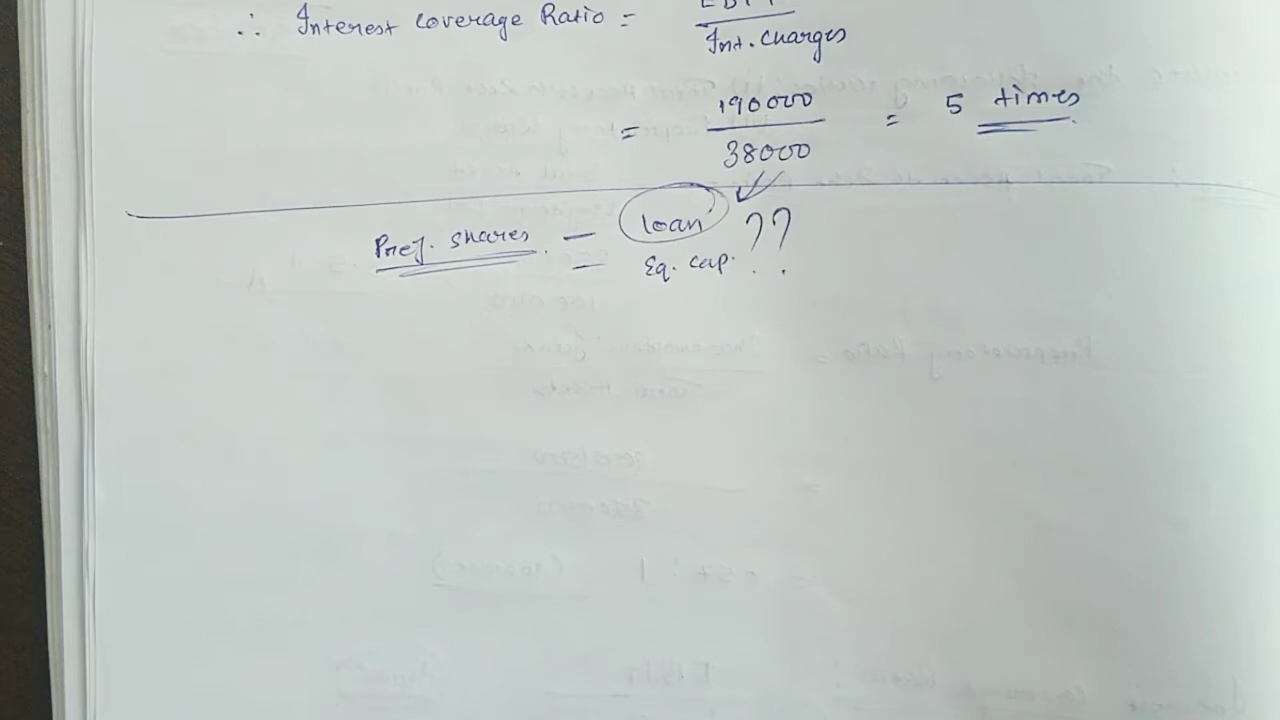 ∴ Interest Coverage Ratio = EBIT / Int. Charges
= 190000 / 38000 = 5 times
Pref. shares — loan ??
— Eq. cap.